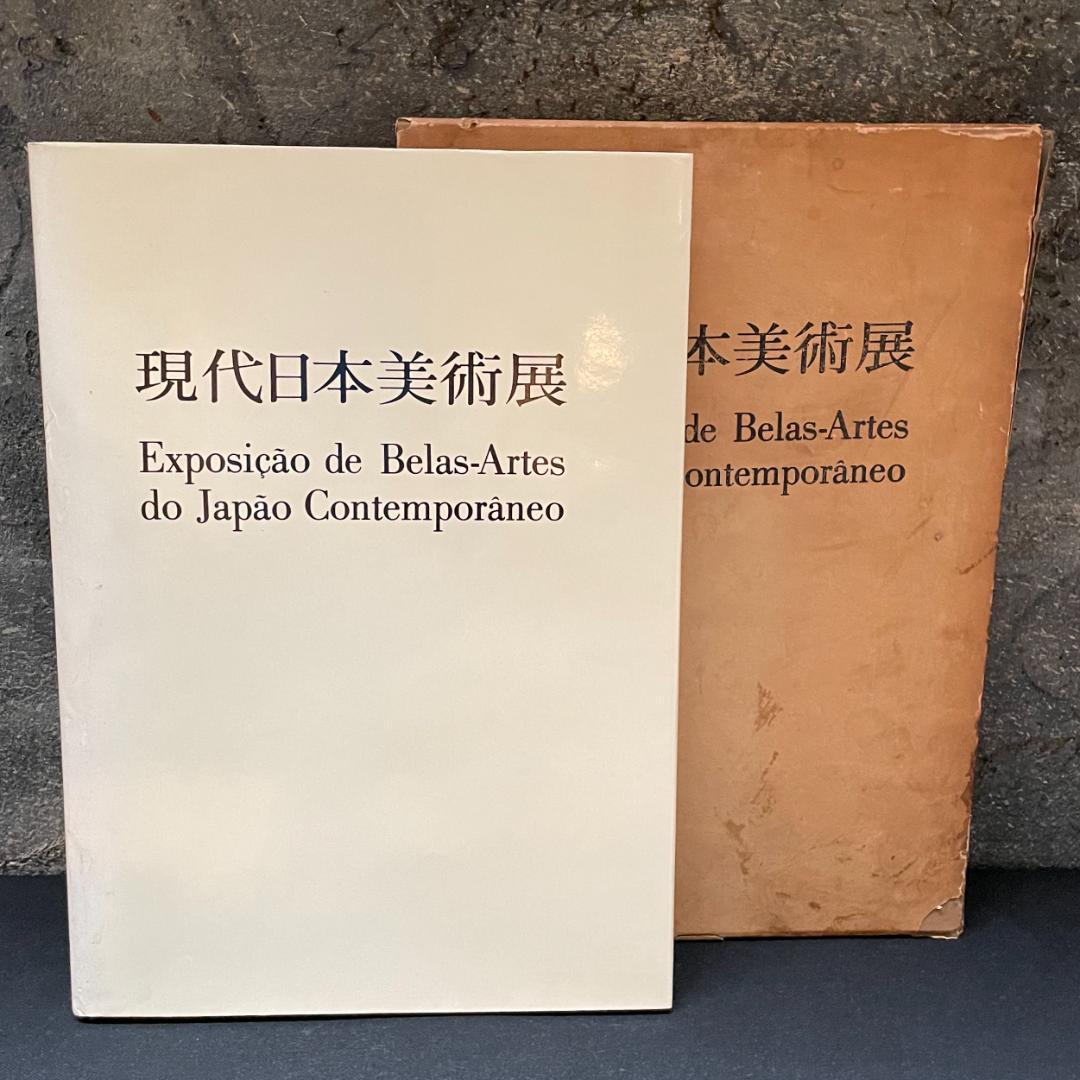 現代日本美術展
Exposição de Belas-Artes
do Japão Contemporâneo
本美術展
de Belas-Artes
ontemporâneo